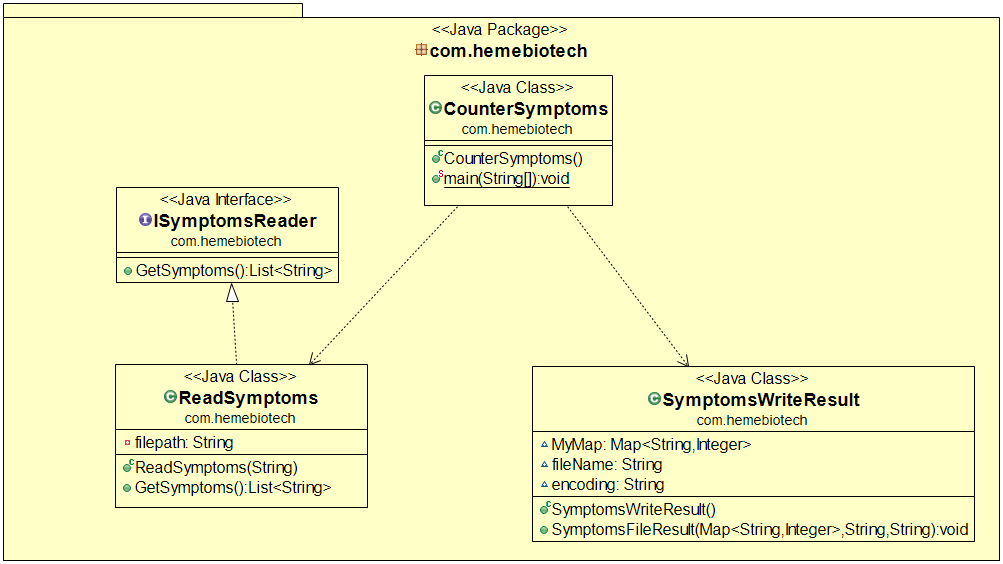 <<Java Package>>
com.hemebiotech
<<Java Class>>
CounterSymptoms
com.hemebiotech
CounterSymptoms()
main(String[]):void
<<Java Interface>>
ISymptomsReader
com.hemebiotech
GetSymptoms():List<String>
<<Java Class>>
ReadSymptoms
com.hemebiotech
filepath: String
ReadSymptoms(String)
GetSymptoms():List<String>
<<Java Class>>
SymptomsWriteResult
com.hemebiotech
MyMap: Map<String,Integer>
fileName: String
encoding: String
SymptomsWriteResult()
SymptomsFileResult(Map<String,Integer>,String,String):void